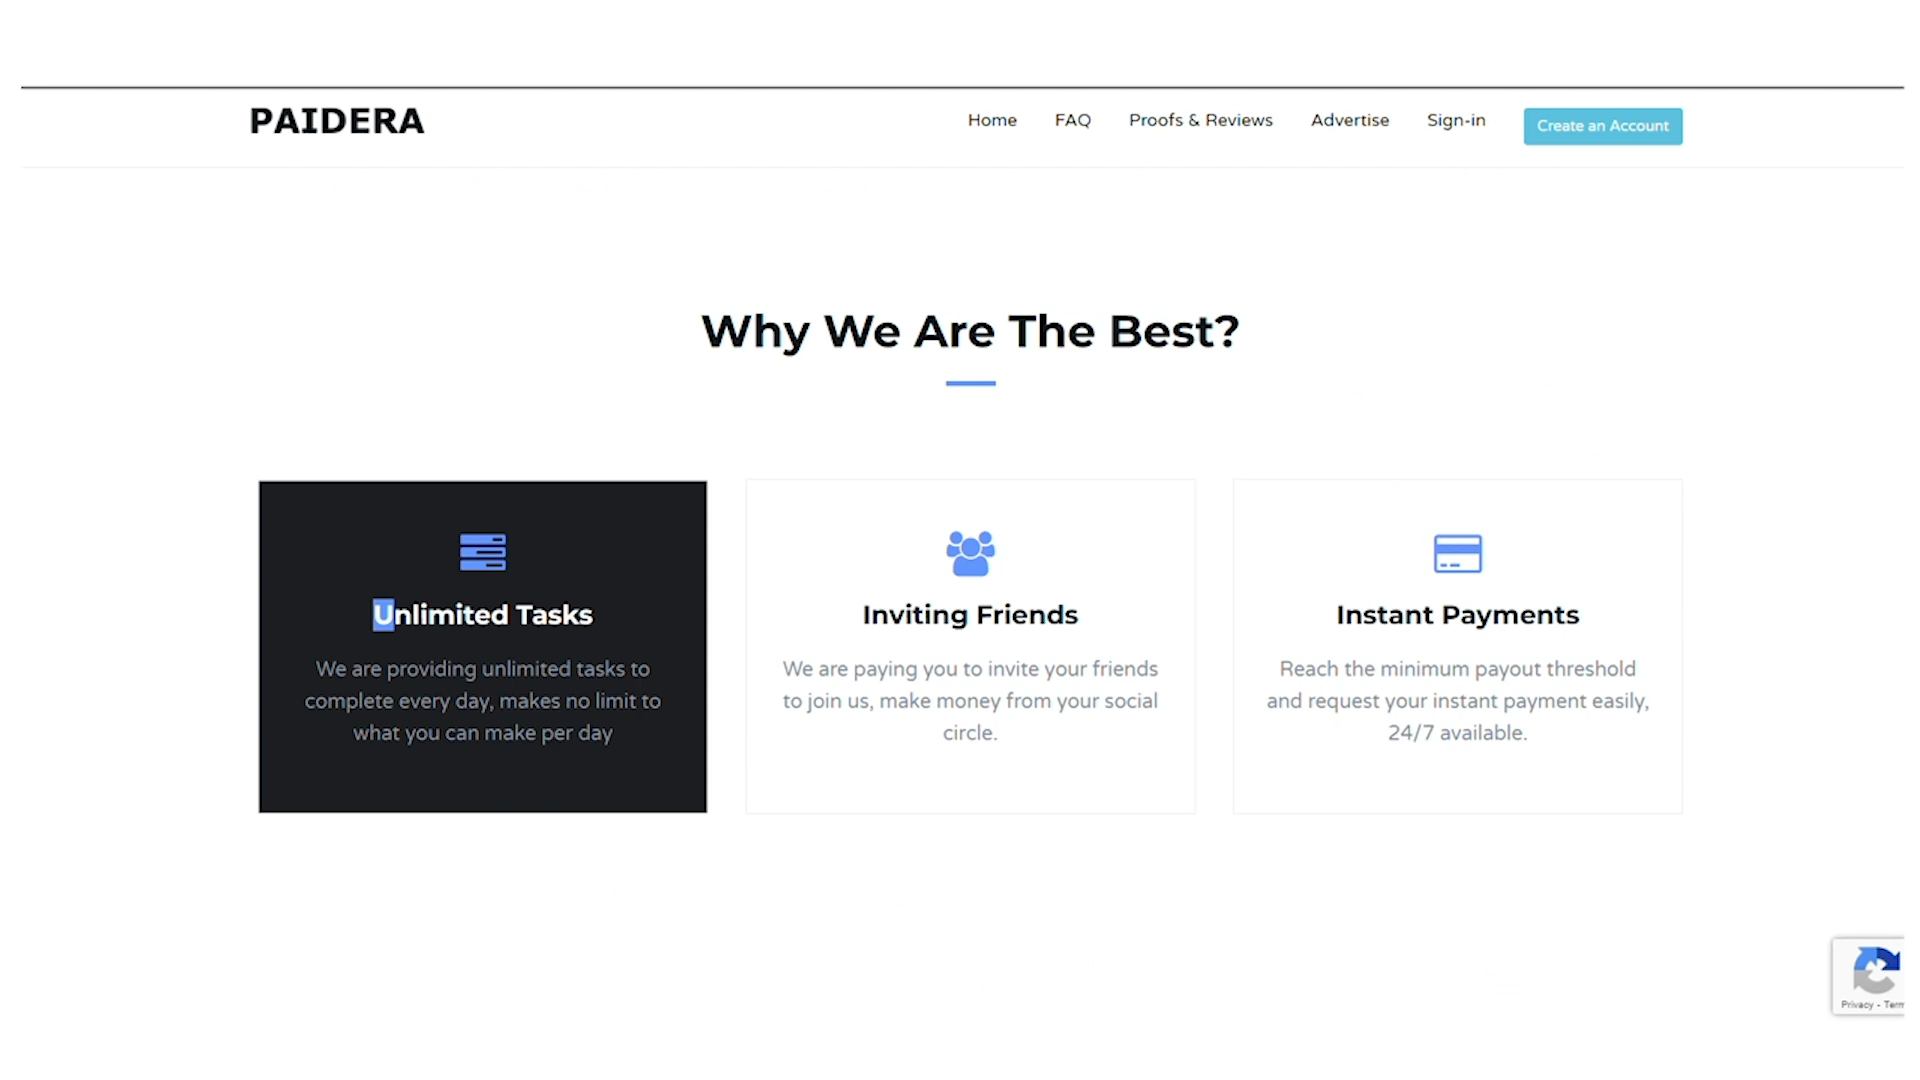 PAIDERA
Home FAQ Proofs & Reviews Advertise Sign-in Create an Account
Why We Are The Best?
Unlimited Tasks
We are providing unlimited tasks to
complete every day, makes no limit to
what you can make per day
Inviting Friends
We are paying you to invite your friends
to join us, make money from your social
circle.
Instant Payments
Reach the minimum payout threshold
and request your instant payment easily,
24/7 available.
Privacy - Term